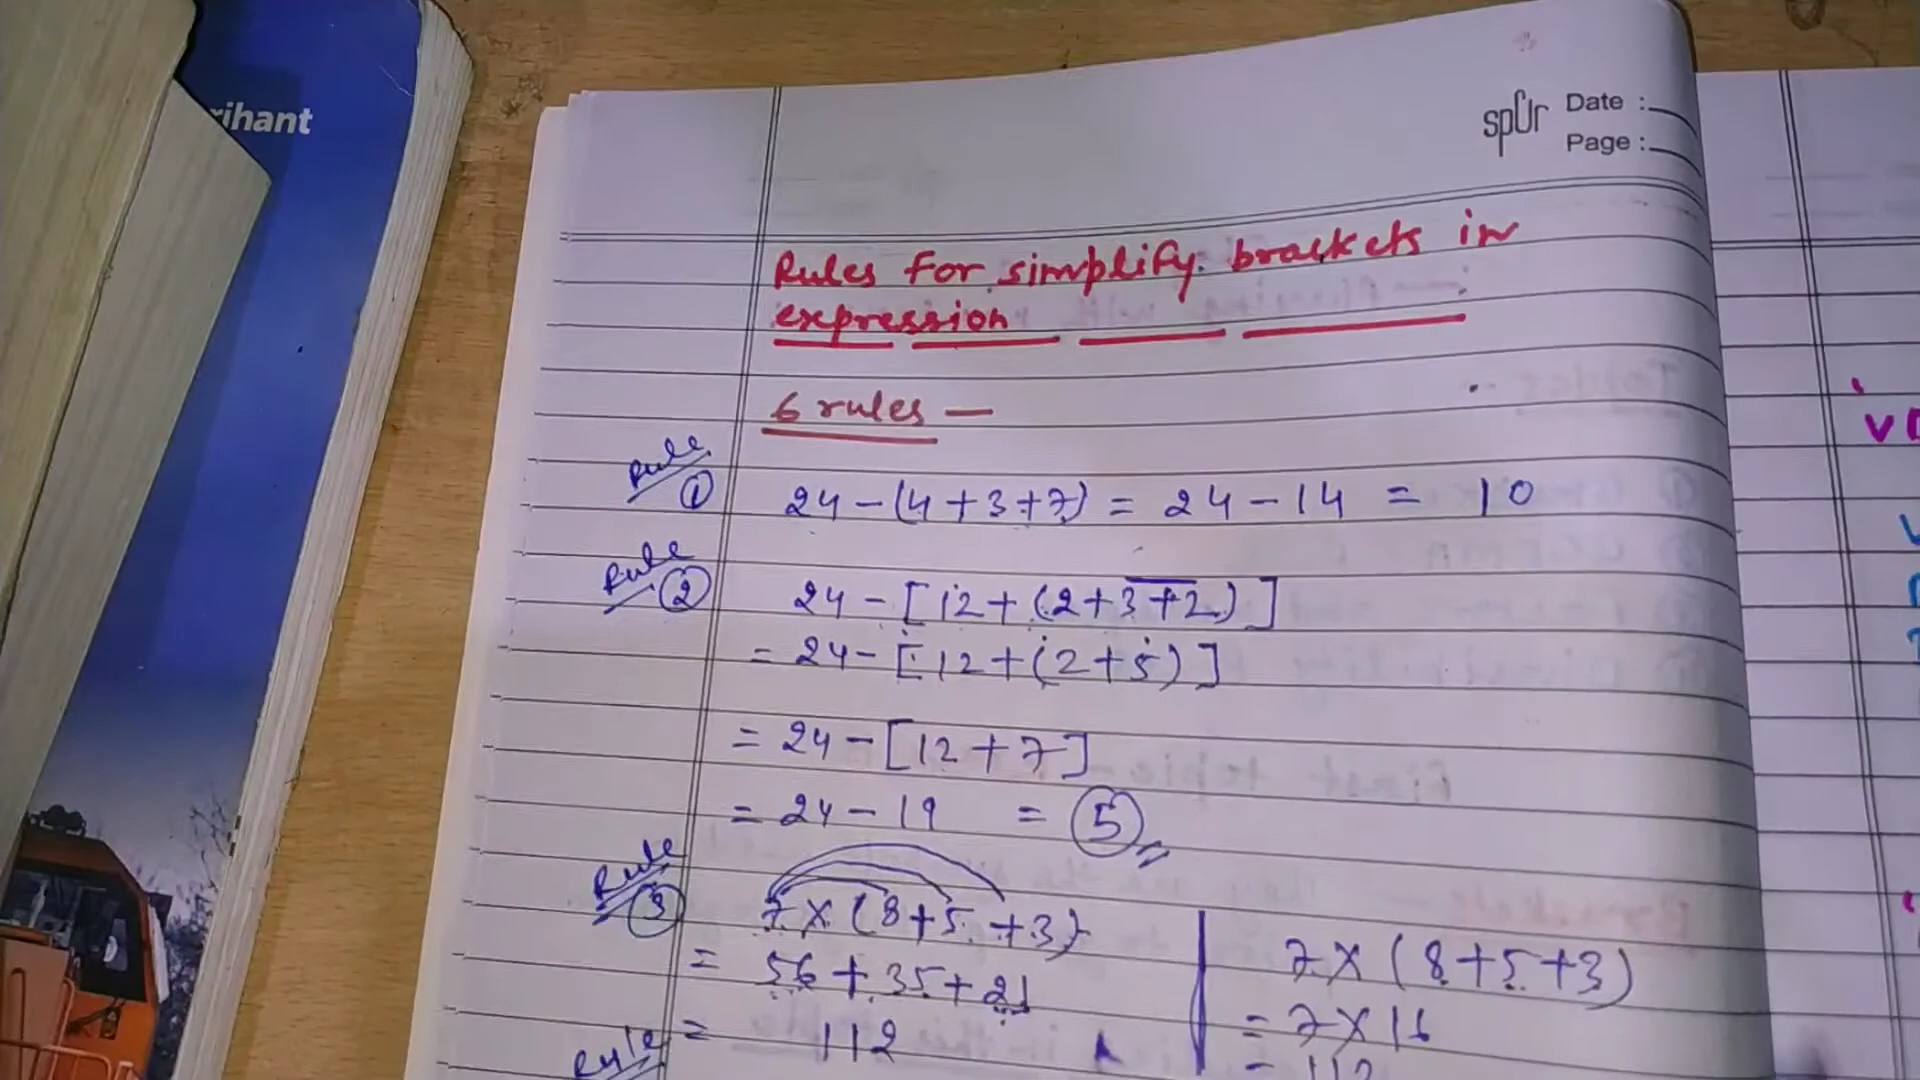 rihant
spur
Date :
Page :
Rules for simplify brackets in
expression
6 rules —
Rule ①
24 - (4 + 3 + 7) = 24 - 14 = 10
Rule ②
24 - [12 + (2 + 3̅ +̅ 2̅)]
= 24 - [12 + (2 + 5)]
= 24 - [12 + 7]
= 24 - 19 = 5
Rule ③
7 × (8 + 5 + 3)
= 56 + 35 + 21
= 112
7 × (8 + 5 + 3)
= 7 × 16
= 112
Rule